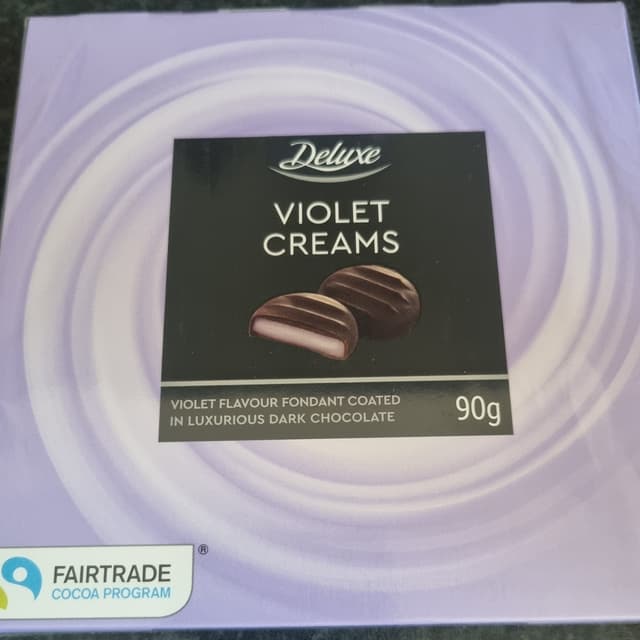 Deluxe
VIOLET
CREAMS
VIOLET FLAVOUR FONDANT COATED
IN LUXURIOUS DARK CHOCOLATE
90g
FAIRTRADE
COCOA PROGRAM
®